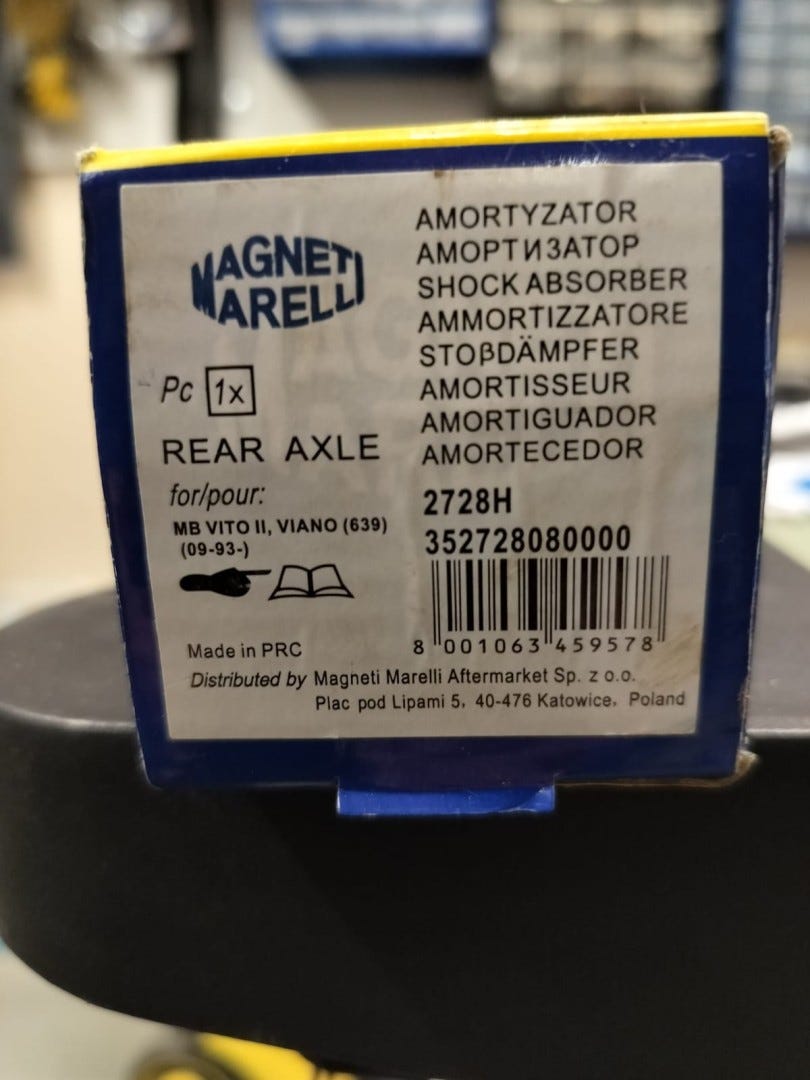 MAGNETI
MARELLI
Pc 1x
REAR AXLE
for/pour:
MB VITO II, VIANO (639)
(09-93-)
AMORTYZATOR
АМОРТИЗАТОР
SHOCK ABSORBER
AMMORTIZZATORE
STOßDÄMPFER
AMORTISSEUR
AMORTIGUADOR
AMORTECEDOR
2728H
352728080000
8 001063 459578
Made in PRC
Distributed by Magneti Marelli Aftermarket Sp. z o.o.
Plac pod Lipami 5, 40-476 Katowice, Poland